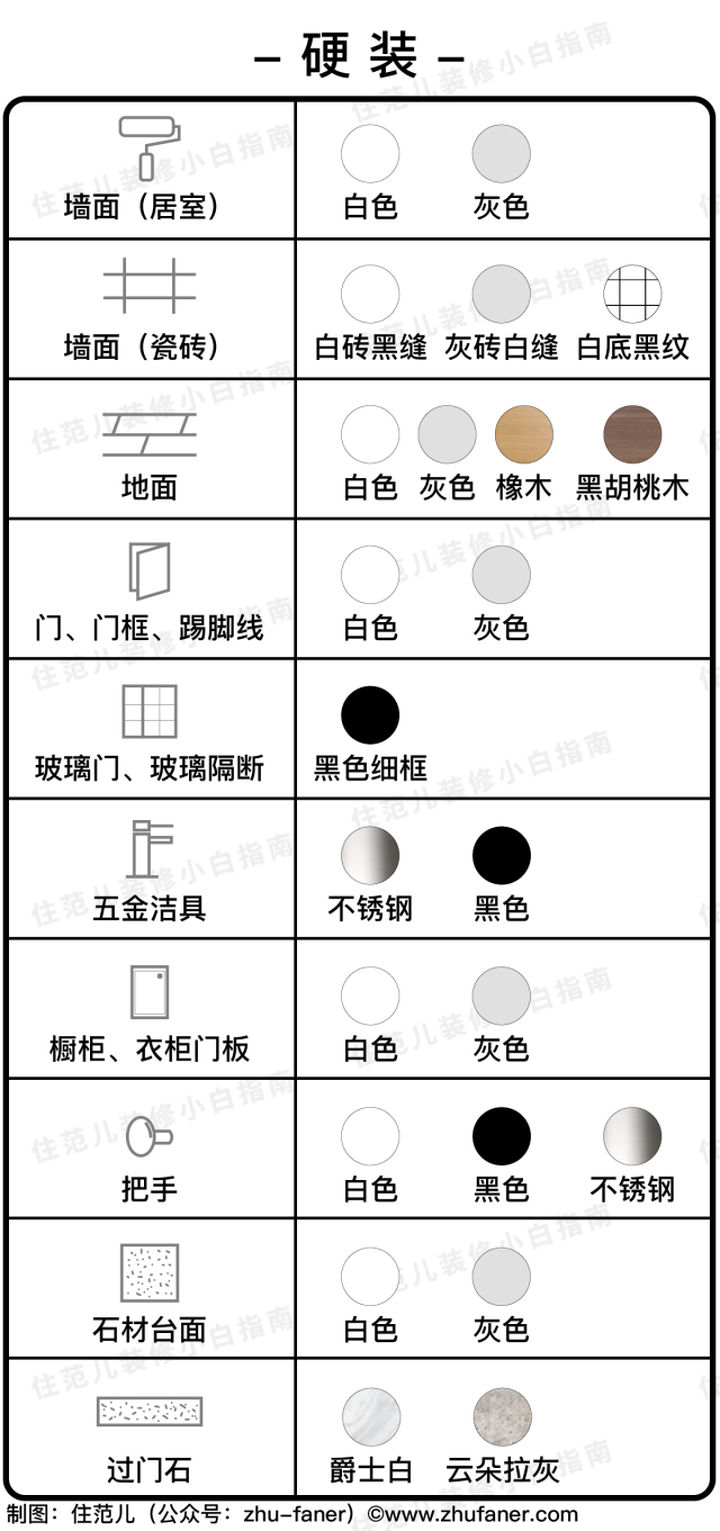 – 硬装 –
墙面（居室）
白色 灰色
墙面（瓷砖）
白砖黑缝 灰砖白缝 白底黑纹
地面
白色 灰色 橡木 黑胡桃木
门、门框、踢脚线
白色 灰色
玻璃门、玻璃隔断
黑色细框
五金洁具
不锈钢 黑色
橱柜、衣柜门板
白色 灰色
把手
白色 黑色 不锈钢
石材台面
白色 灰色
过门石
爵士白 云朵拉灰
制图：住范儿（公众号：zhu-faner）©www.zhufaner.com
住范儿装修小白指南